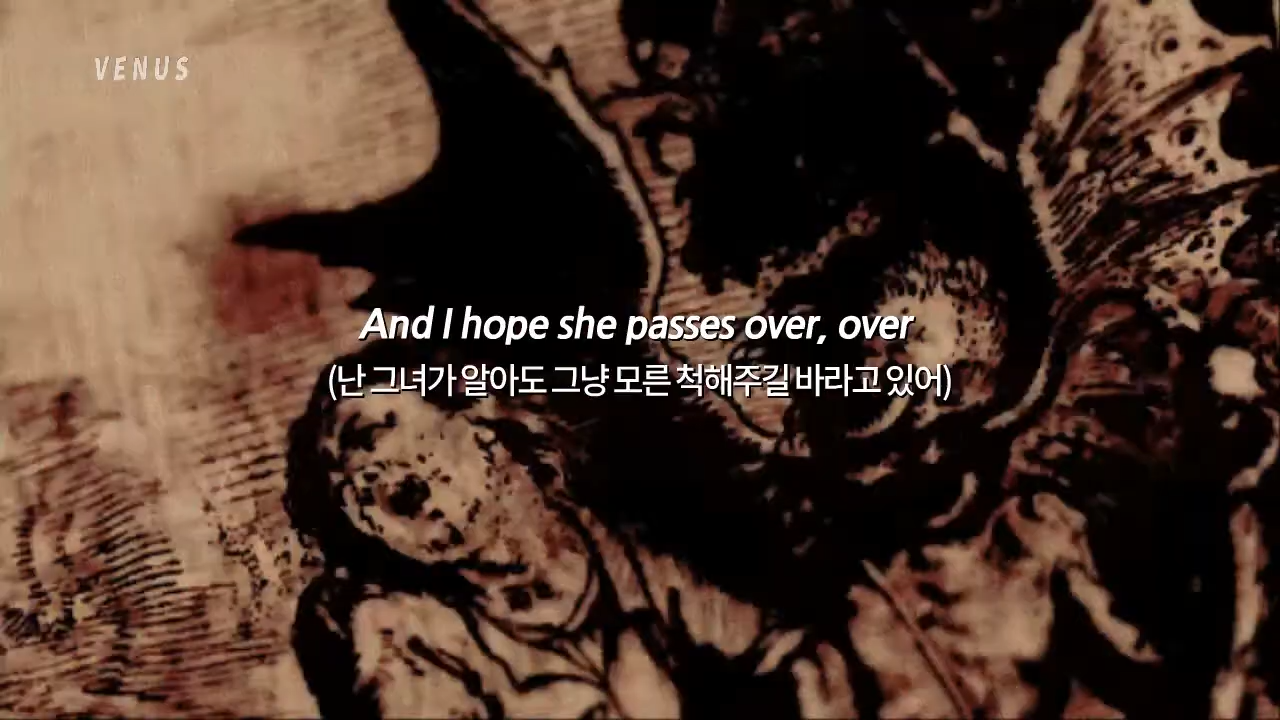 VENUS
And I hope she passes over, over
(난 그녀가 알아도 그냥 모른 척해주길 바라고 있어)